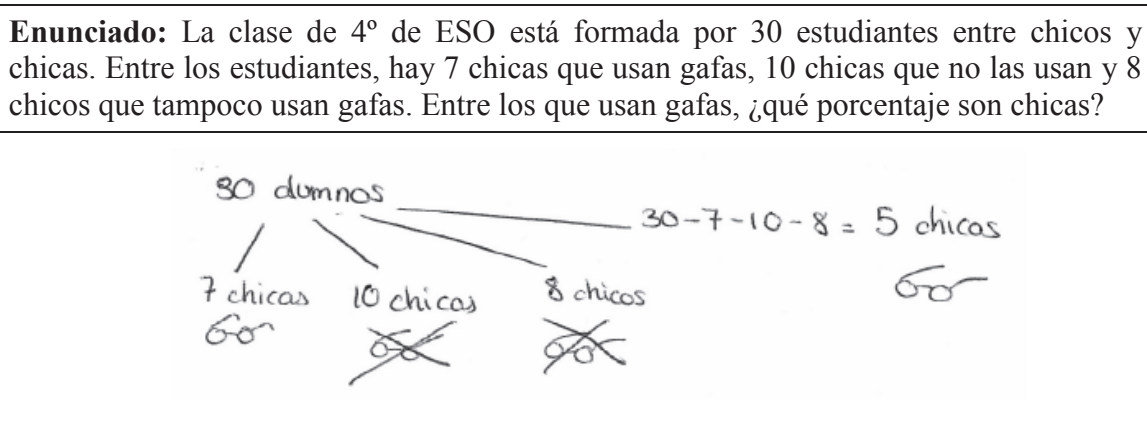 Enunciado: La clase de 4º de ESO está formada por 30 estudiantes entre chicos y
chicas. Entre los estudiantes, hay 7 chicas que usan gafas, 10 chicas que no las usan y 8
chicos que tampoco usan gafas. Entre los que usan gafas, ¿qué porcentaje son chicas?
30 alumnos
30-7-10-8 = 5 chicos
7 chicas 10 chicas 8 chicos